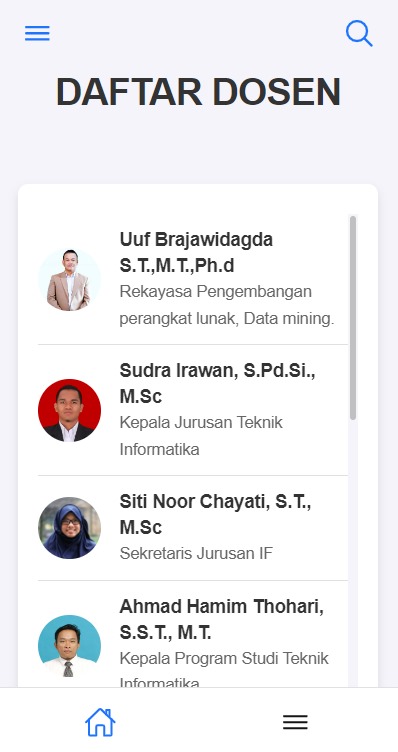 DAFTAR DOSEN
Uuf Brajawidagda
S.T.,M.T.,Ph.d
Rekayasa Pengembangan
perangkat lunak, Data mining.
Sudra Irawan, S.Pd.Si.,
M.Sc
Kepala Jurusan Teknik
Informatika
Siti Noor Chayati, S.T.,
M.Sc
Sekretaris Jurusan IF
Ahmad Hamim Thohari,
S.S.T., M.T.
Kepala Program Studi Teknik
Informatika